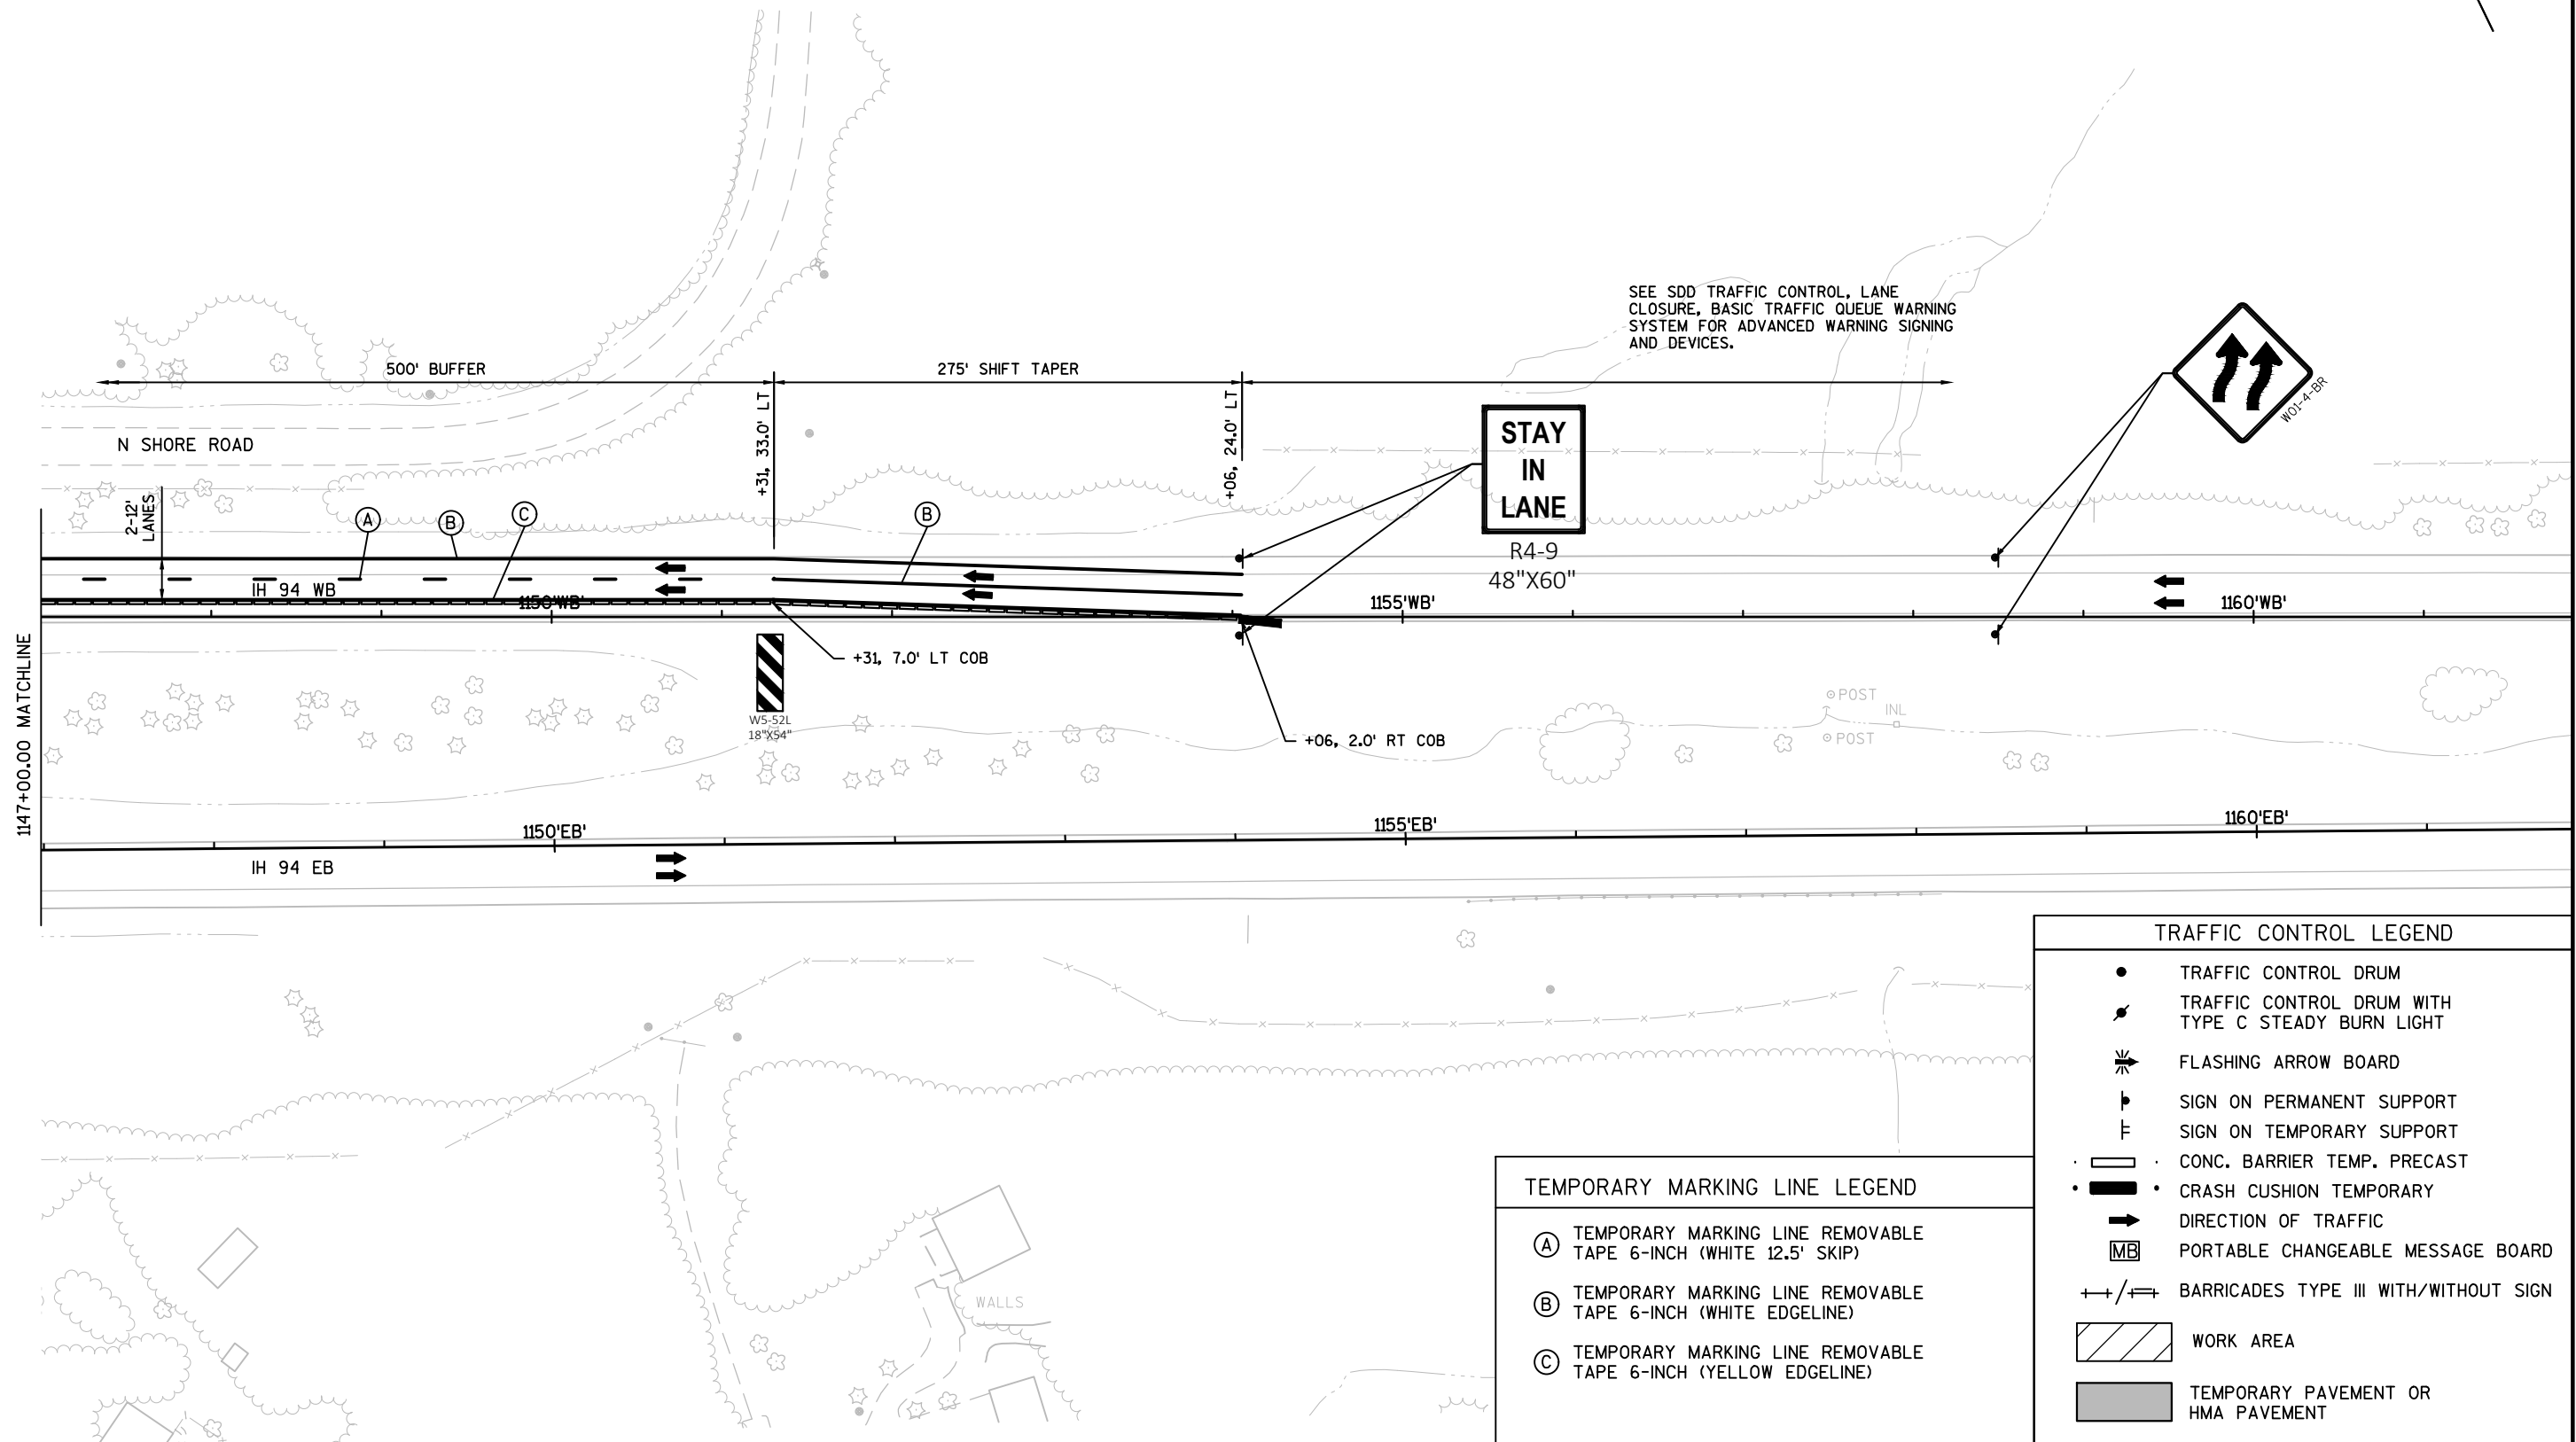 SEE SDD TRAFFIC CONTROL, LANE
CLOSURE, BASIC TRAFFIC QUEUE WARNING
SYSTEM FOR ADVANCED WARNING SIGNING
AND DEVICES.
500' BUFFER
275' SHIFT TAPER
W01-4-BR
+31, 33.0' LT
+06, 24.0' LT
N SHORE ROAD
STAY
IN
LANE
R4-9
48"X60"
2-12'
LANES
A
B
C
B
IH 94 WB
1150'WB'
1155'WB'
1160'WB'
1147+00.00 MATCHLINE
+31, 7.0' LT COB
W5-52L
18"X54"
+06, 2.0' RT COB
POST
INL
POST
1150'EB'
1155'EB'
1160'EB'
IH 94 EB
WALLS
TEMPORARY MARKING LINE LEGEND
A TEMPORARY MARKING LINE REMOVABLE
TAPE 6-INCH (WHITE 12.5' SKIP)
B TEMPORARY MARKING LINE REMOVABLE
TAPE 6-INCH (WHITE EDGELINE)
C TEMPORARY MARKING LINE REMOVABLE
TAPE 6-INCH (YELLOW EDGELINE)
TRAFFIC CONTROL LEGEND
TRAFFIC CONTROL DRUM
TRAFFIC CONTROL DRUM WITH
TYPE C STEADY BURN LIGHT
FLASHING ARROW BOARD
SIGN ON PERMANENT SUPPORT
SIGN ON TEMPORARY SUPPORT
CONC. BARRIER TEMP. PRECAST
CRASH CUSHION TEMPORARY
DIRECTION OF TRAFFIC
MB PORTABLE CHANGEABLE MESSAGE BOARD
BARRICADES TYPE III WITH/WITHOUT SIGN
WORK AREA
TEMPORARY PAVEMENT OR
HMA PAVEMENT